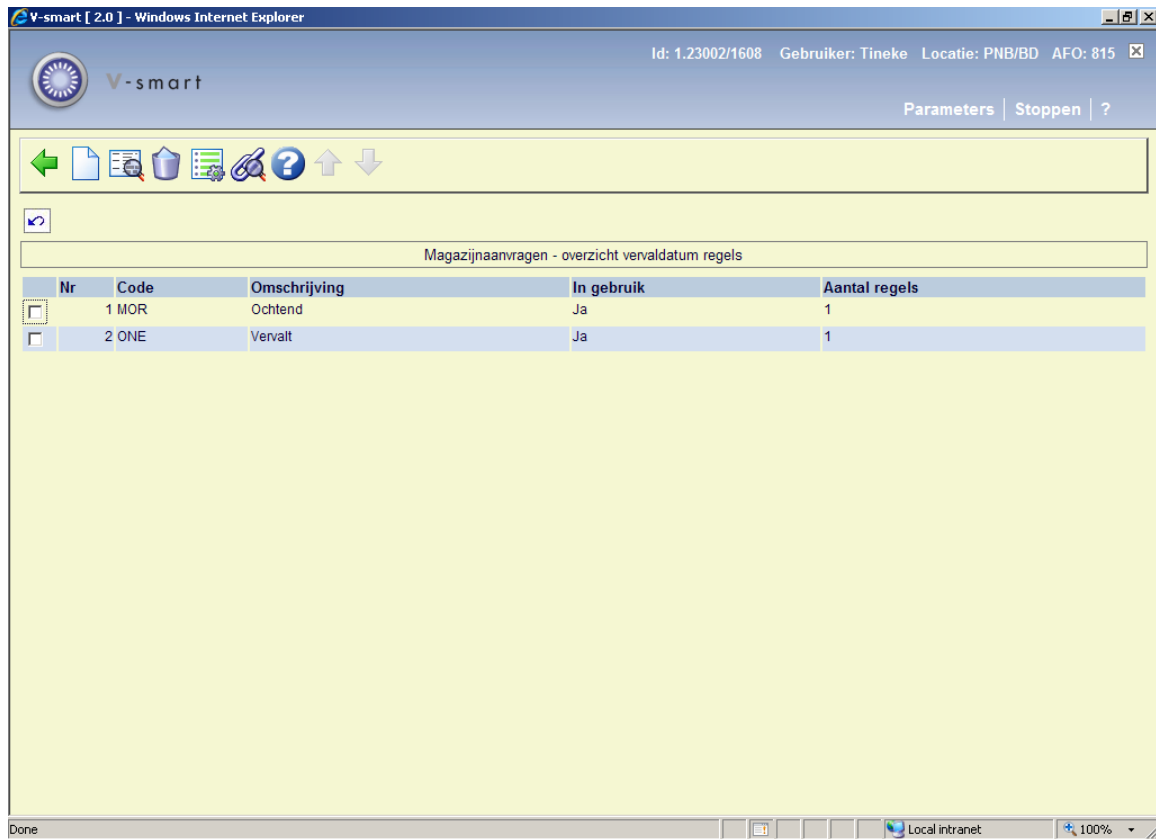 V-smart [ 2.0 ] - Windows Internet Explorer
Id: 1.23002/1608 Gebruiker: Tineke Locatie: PNB/BD AFO: 815
V-smart
Parameters | Stoppen | ?
Magazijnaanvragen - overzicht vervaldatum regels
Nr Code Omschrijving In gebruik Aantal regels
1 MOR Ochtend Ja 1
2 ONE Vervalt Ja 1
Done Local intranet 100%